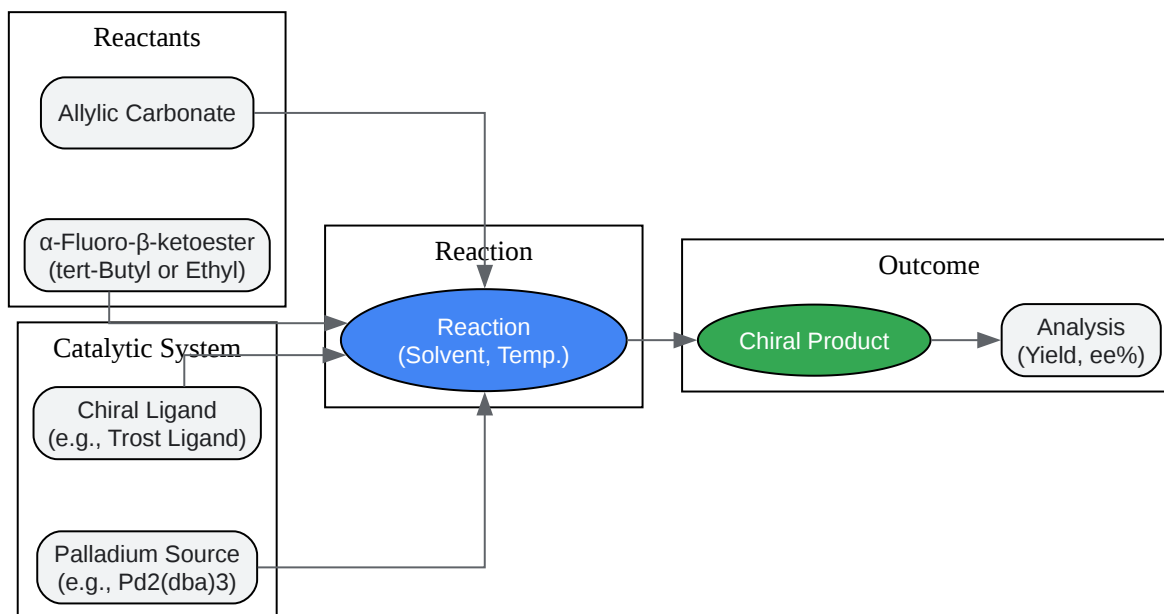 Reactants
Allylic Carbonate
α-Fluoro-β-ketoester
(tert-Butyl or Ethyl)
Catalytic System
Chiral Ligand
(e.g., Trost Ligand)
Palladium Source
(e.g., Pd2(dba)3)
Reaction
Reaction
(Solvent, Temp.)
Outcome
Chiral Product
Analysis
(Yield, ee%)